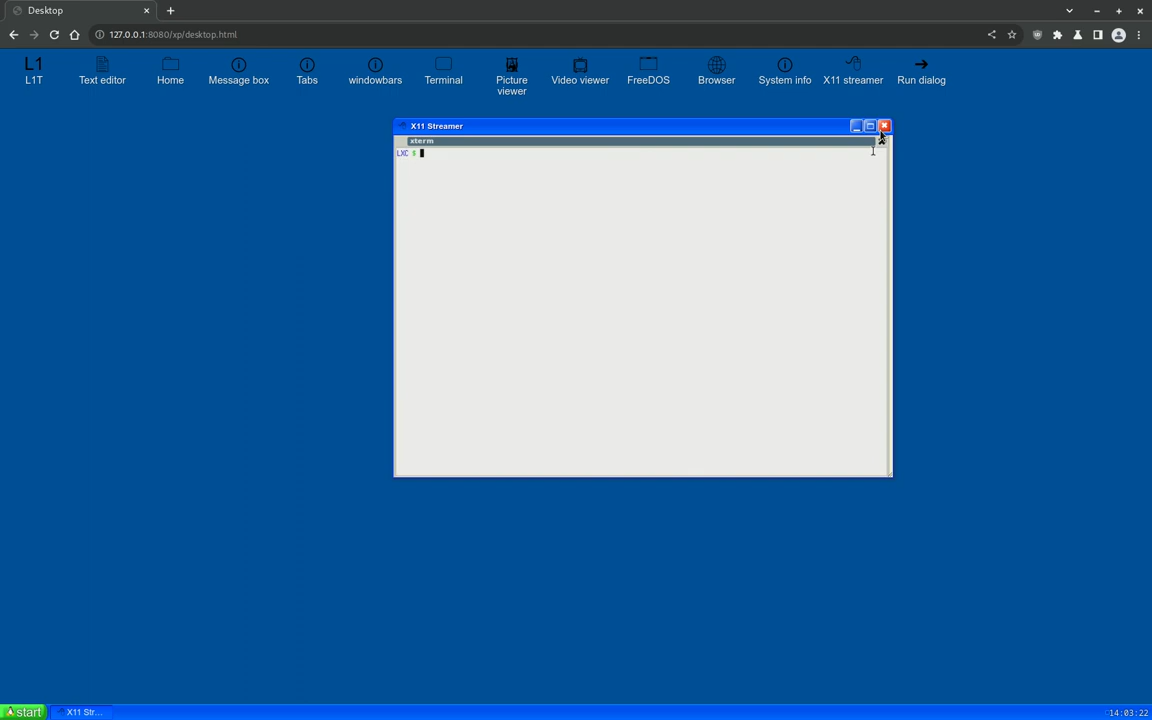 Desktop
127.0.0.1:8080/xp/desktop.html
L1
L1T
Text editor
Home
Message box
Tabs
windowbars
Terminal
Picture
viewer
Video viewer
FreeDOS
Browser
System info
X11 streamer
Run dialog
X11 Streamer
xterm
LXC $
start
X11 Str...
14:03:22